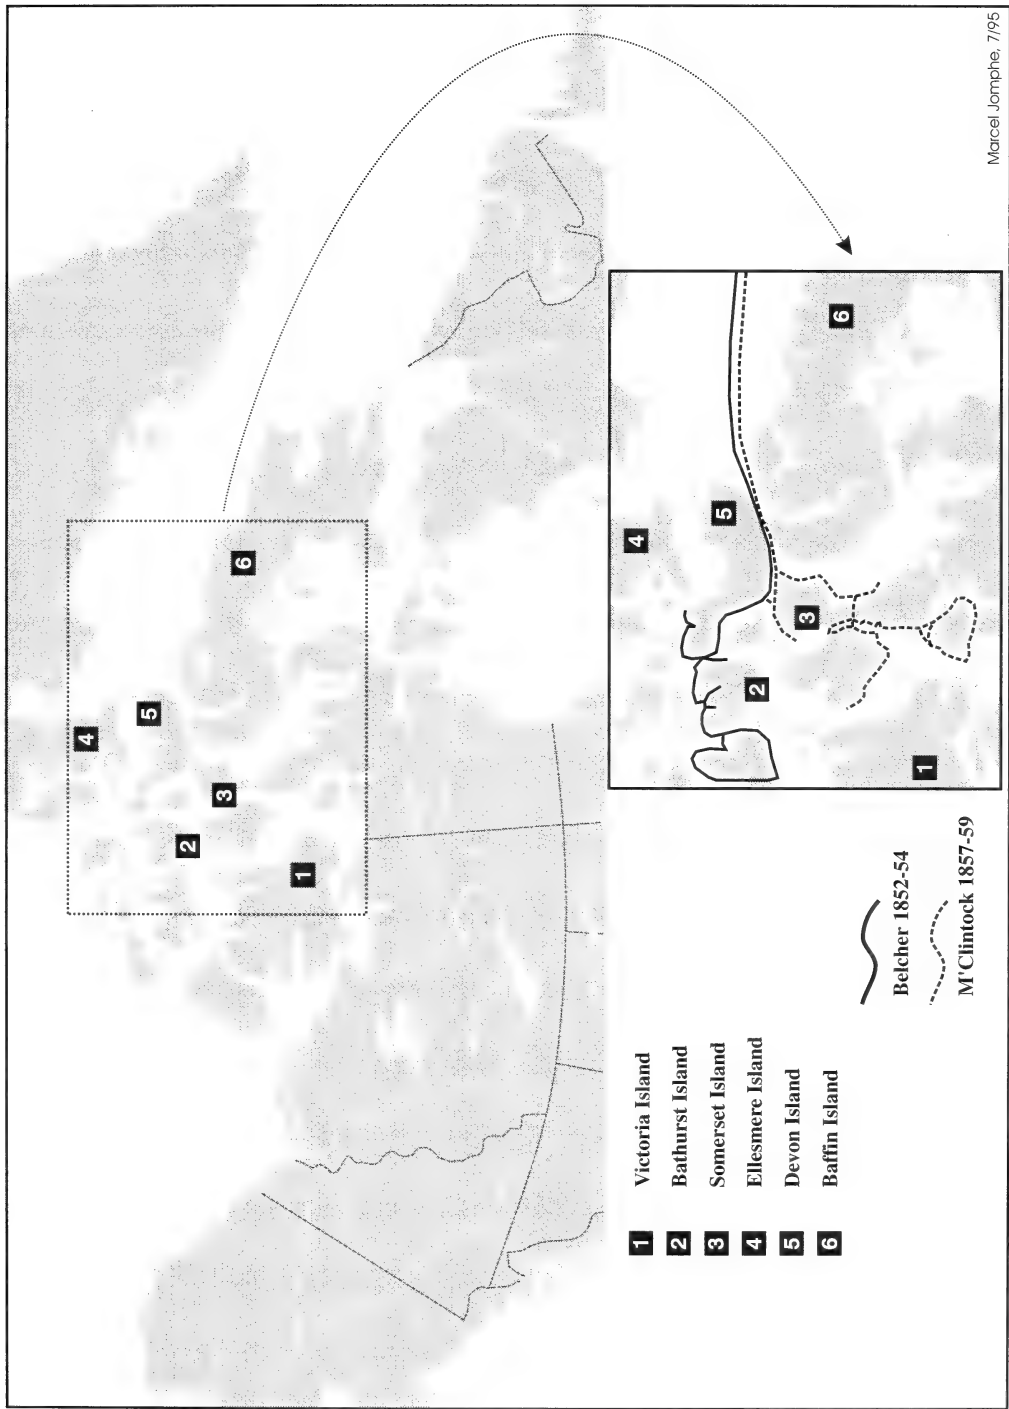 4
5
2
3
6
1
4
5
6
3
2
1
1 Victoria Island
2 Bathurst Island
3 Somerset Island
4 Ellesmere Island
5 Devon Island
6 Baffin Island
Belcher 1852-54
M'Clintock 1857-59
Marcel Jomphe, 7/95